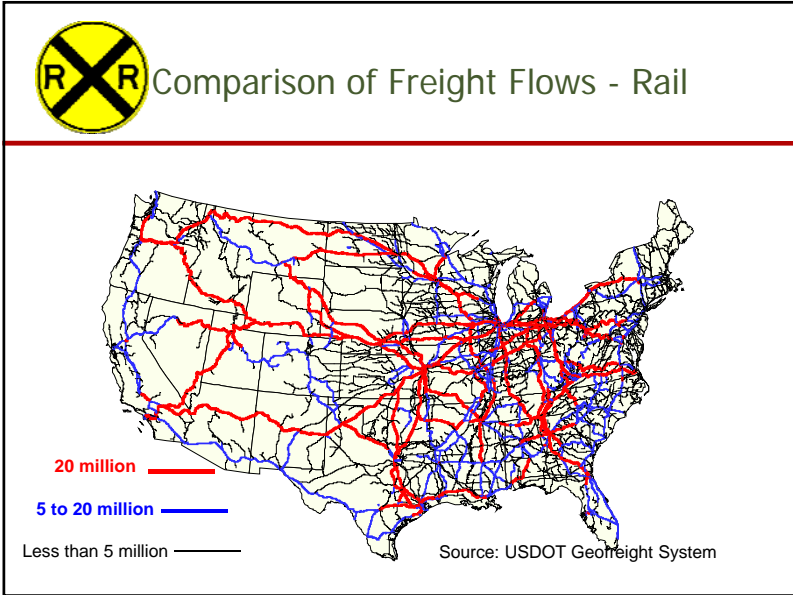 R R
Comparison of Freight Flows - Rail
20 million
5 to 20 million
Less than 5 million
Source: USDOT Geofreight System